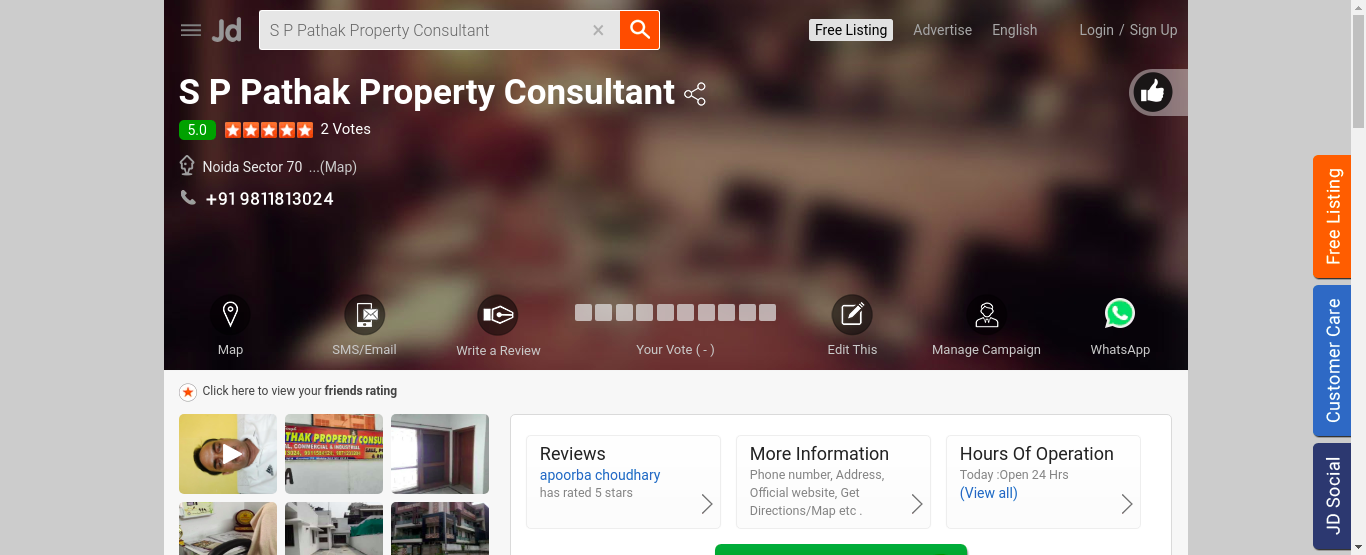 Jd
S P Pathak Property Consultant
Free Listing
Advertise
English
Login / Sign Up
S P Pathak Property Consultant
5.0
2 Votes
Noida Sector 70 ...(Map)
+91 9811813024
Map
SMS/Email
Write a Review
Your Vote ( - )
Edit This
Manage Campaign
WhatsApp
Free Listing
Customer Care
JD Social
Click here to view your friends rating
THAK PROPERTY CONSU
COMMERCIAL & INDUSTRIAL
Reviews
apoorba choudhary
has rated 5 stars
More Information
Phone number, Address,
Official website, Get
Directions/Map etc .
Hours Of Operation
Today :Open 24 Hrs
(View all)